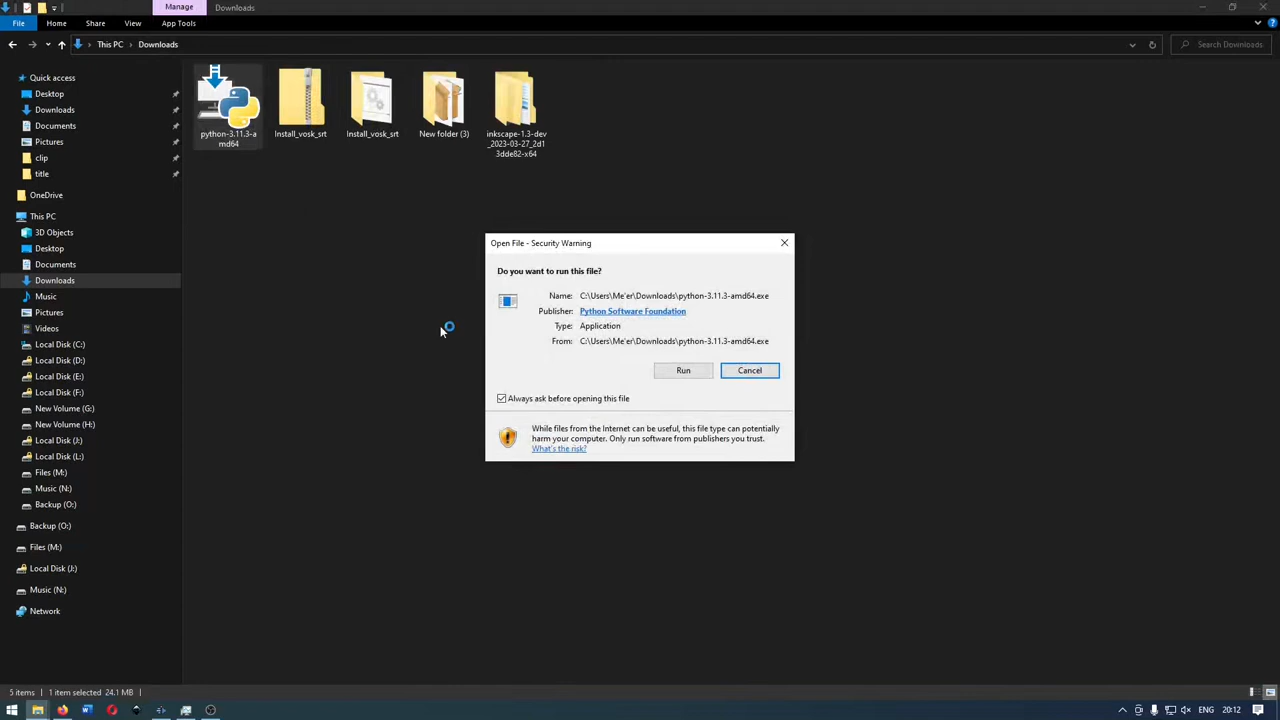 Manage
Downloads
File
Home
Share
View
App Tools
This PC
Downloads
Search Downloads
Quick access
Desktop
Downloads
Documents
Pictures
clip
title
OneDrive
This PC
3D Objects
Desktop
Documents
Downloads
Music
Pictures
Videos
Local Disk (C:)
Local Disk (D:)
Local Disk (E:)
Local Disk (F:)
New Volume (G:)
New Volume (H:)
Local Disk (J:)
Local Disk (L:)
Files (M:)
Music (N:)
Backup (O:)
Backup (O:)
Files (M:)
Local Disk (J:)
Music (N:)
Network
python-3.11.3-a
md64
Install_vosk_srt
Install_vosk_srt
New folder (3)
inkscape-1.3-dev
_2023-03-27_2d1
3dde82-x64
Open File - Security Warning
Do you want to run this file?
Name: C:\Users\Me'er\Downloads\python-3.11.3-amd64.exe
Publisher: Python Software Foundation
Type: Application
From: C:\Users\Me'er\Downloads\python-3.11.3-amd64.exe
Run
Cancel
Always ask before opening this file
While files from the Internet can be useful, this file type can potentially
harm your computer. Only run software from publishers you trust.
What's the risk?
5 items
1 item selected 24.1 MB
ENG
20:12